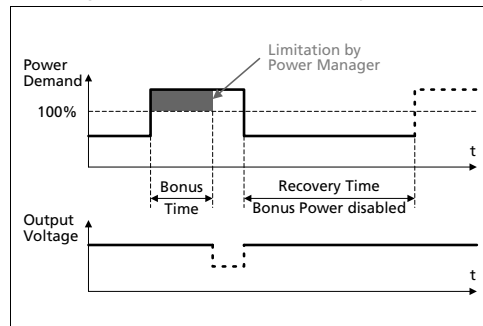 Limitation by
Power Manager
Power
Demand
100%
t
Bonus
Time
Recovery Time
Bonus Power disabled
Output
Voltage
t